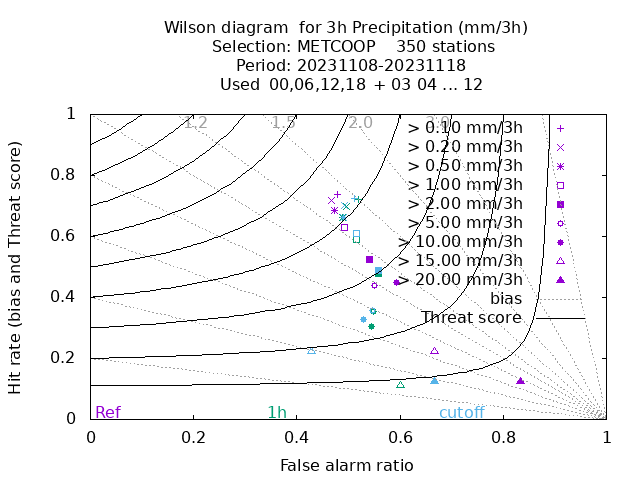 Wilson diagram  for 3h Precipitation (mm/3h)
Selection: METCOOP    350 stations
Period: 20231108-20231118
Used  00,06,12,18  + 03 04 ... 12
Hit rate (bias and Threat score)
1
0.8
0.6
0.4
0.2
0
1.2
1.5
2.0
3.0
> 0.10 mm/3h
> 0.20 mm/3h
> 0.50 mm/3h
> 1.00 mm/3h
> 2.00 mm/3h
> 5.00 mm/3h
> 10.00 mm/3h
> 15.00 mm/3h
> 20.00 mm/3h
bias
Threat score
Ref
1h
cutoff
0
0.2
0.4
0.6
0.8
1
False alarm ratio